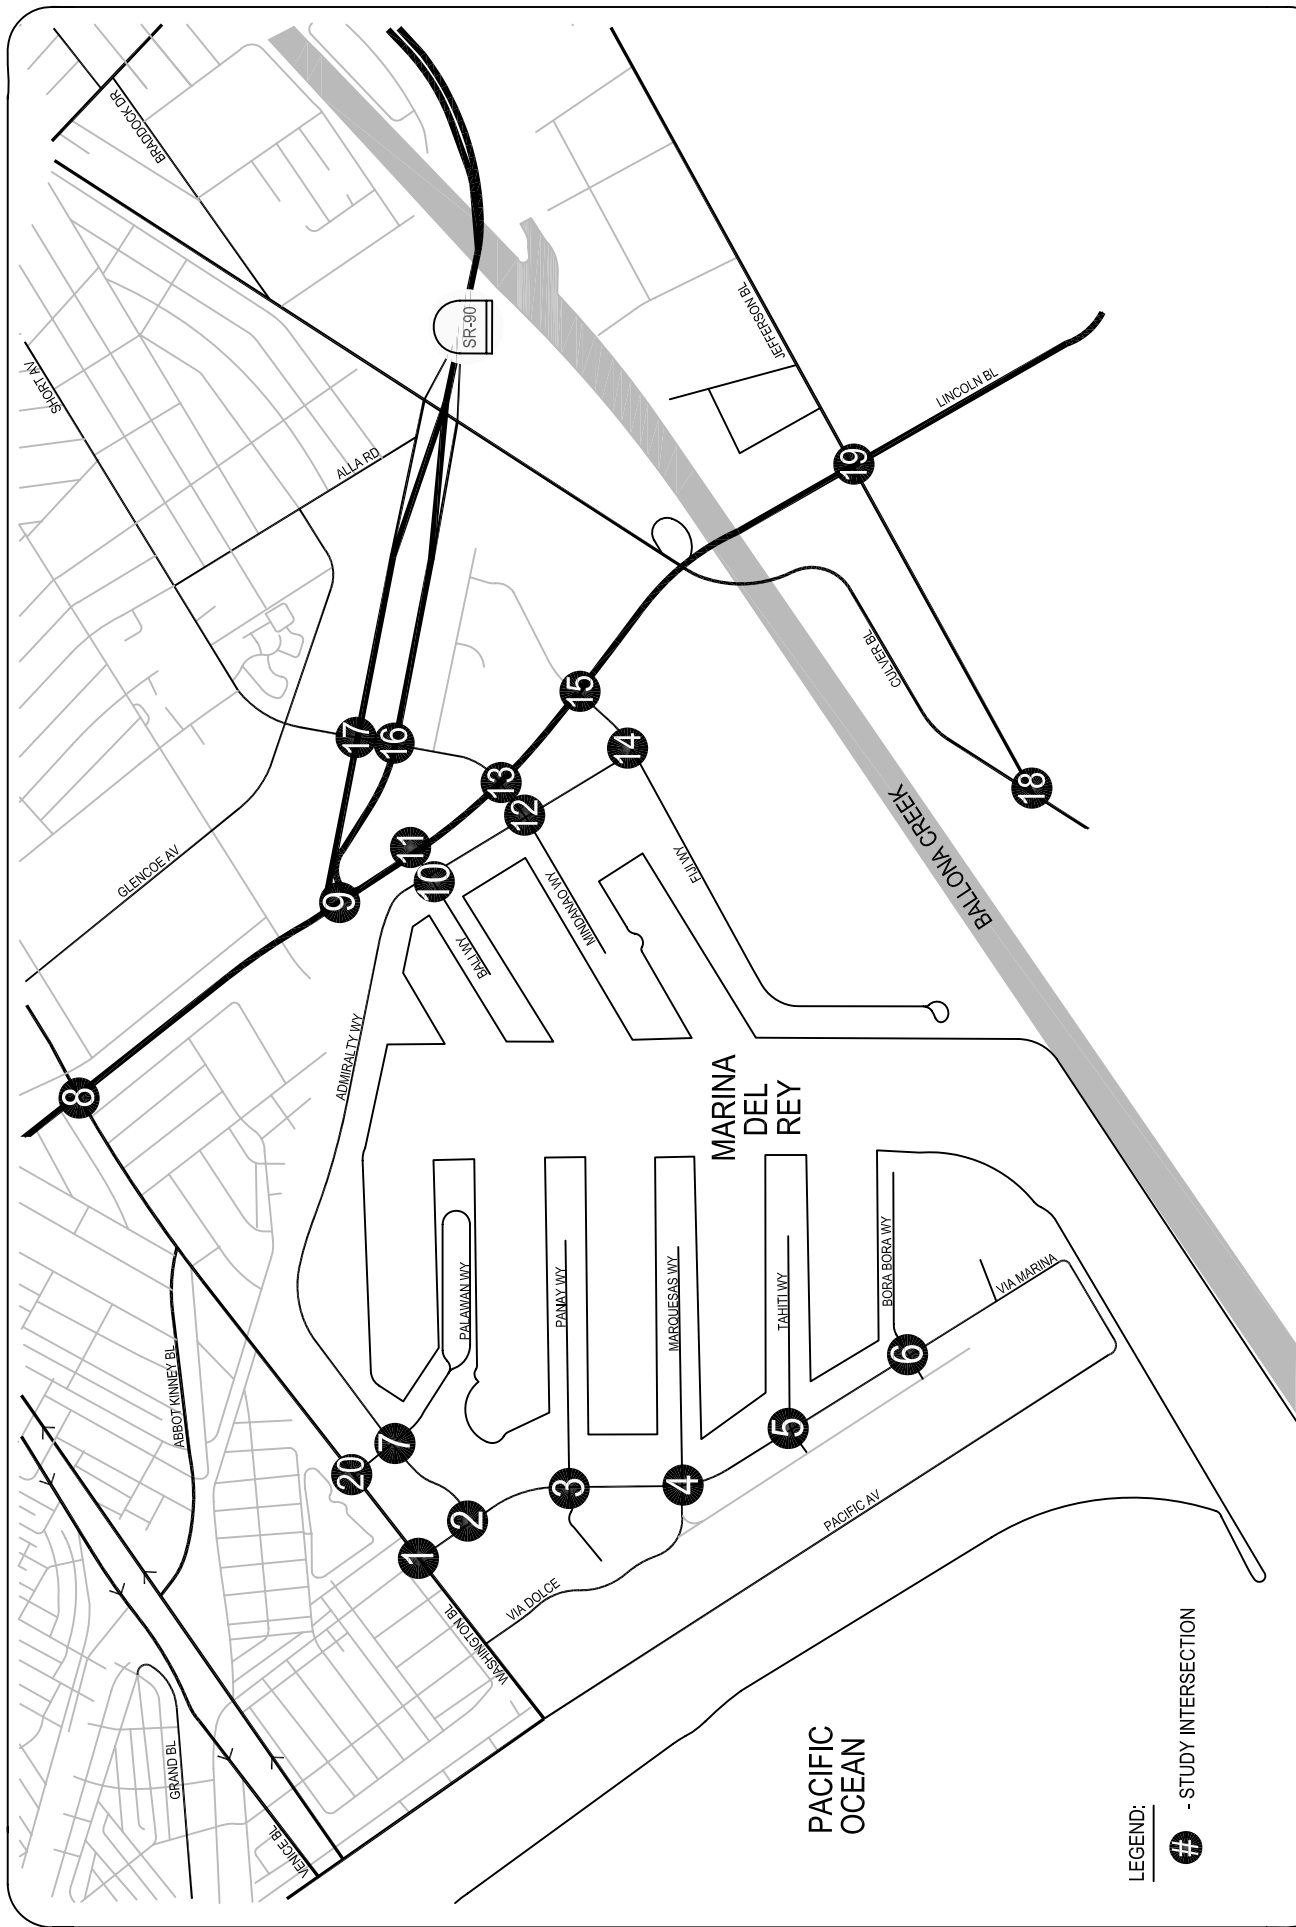 BRADDOCK DR
SHORT AV
SR-90
ALLA RD
JEFFERSON BL
LINCOLN BL
CULVER BL
GLENCOE AV
FIJI WY
MINDANAO WY
BALI WY
ADMIRALTY WY
BALLONA CREEK
MARINA
DEL
REY
ABBOT KINNEY BL
PALAWAN WY
PANAY WY
MARQUESAS WY
TAHITI WY
BORA BORA WY
VIA MARINA
PACIFIC AV
VIA DOLCE
WASHINGTON BL
GRAND BL
VENICE BL
PACIFIC
OCEAN
1
2
3
4
5
6
7
8
9
10
11
12
13
14
15
16
17
18
19
20
LEGEND:
# - STUDY INTERSECTION